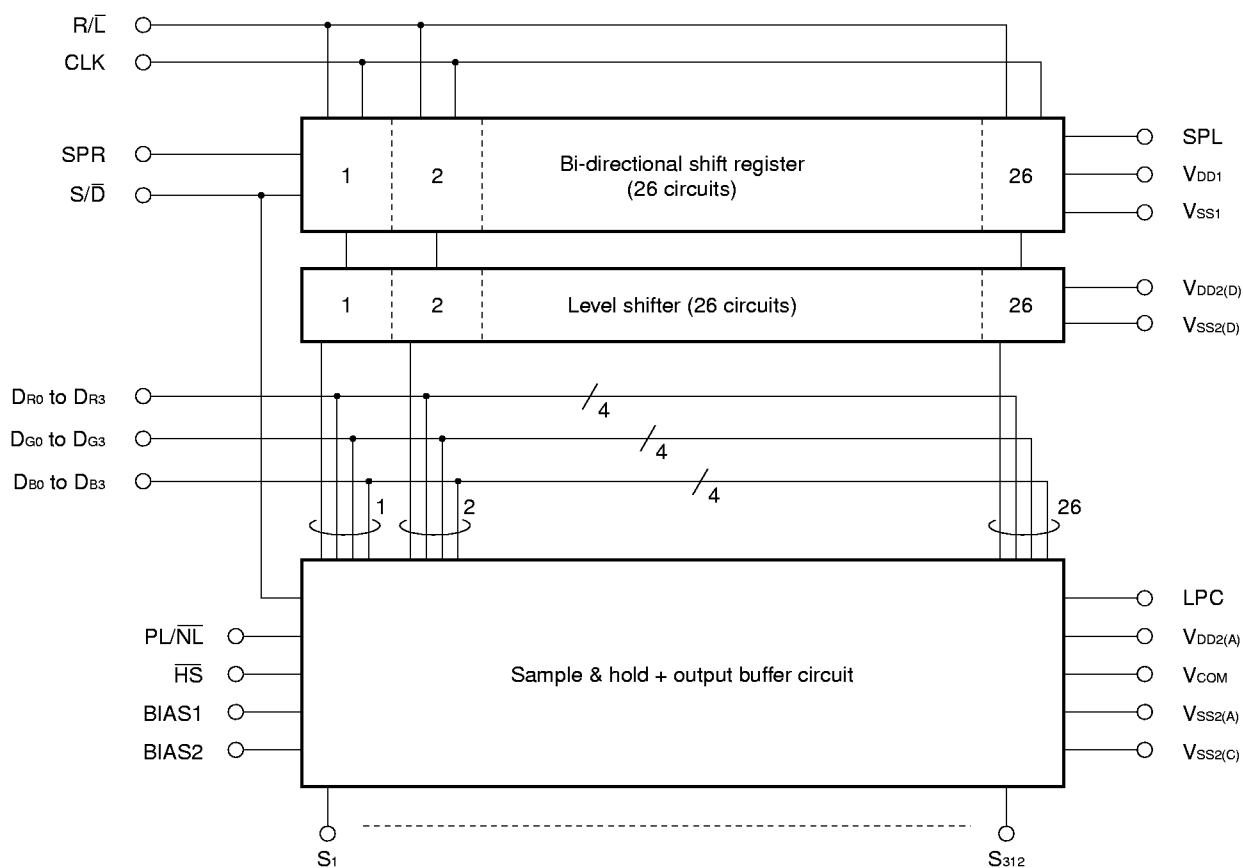 R/L̅
CLK
SPR
S/D̅
1
2
Bi-directional shift register
(26 circuits)
26
SPL
VDD1
VSS1
1
2
Level shifter (26 circuits)
26
VDD2(D)
VSS2(D)
DR0 to DR3
4
DG0 to DG3
4
DB0 to DB3
4
1
2
26
PL/N̅L̅
H̅S̅
BIAS1
BIAS2
Sample & hold + output buffer circuit
LPC
VDD2(A)
VCOM
VSS2(A)
VSS2(C)
S1
S312